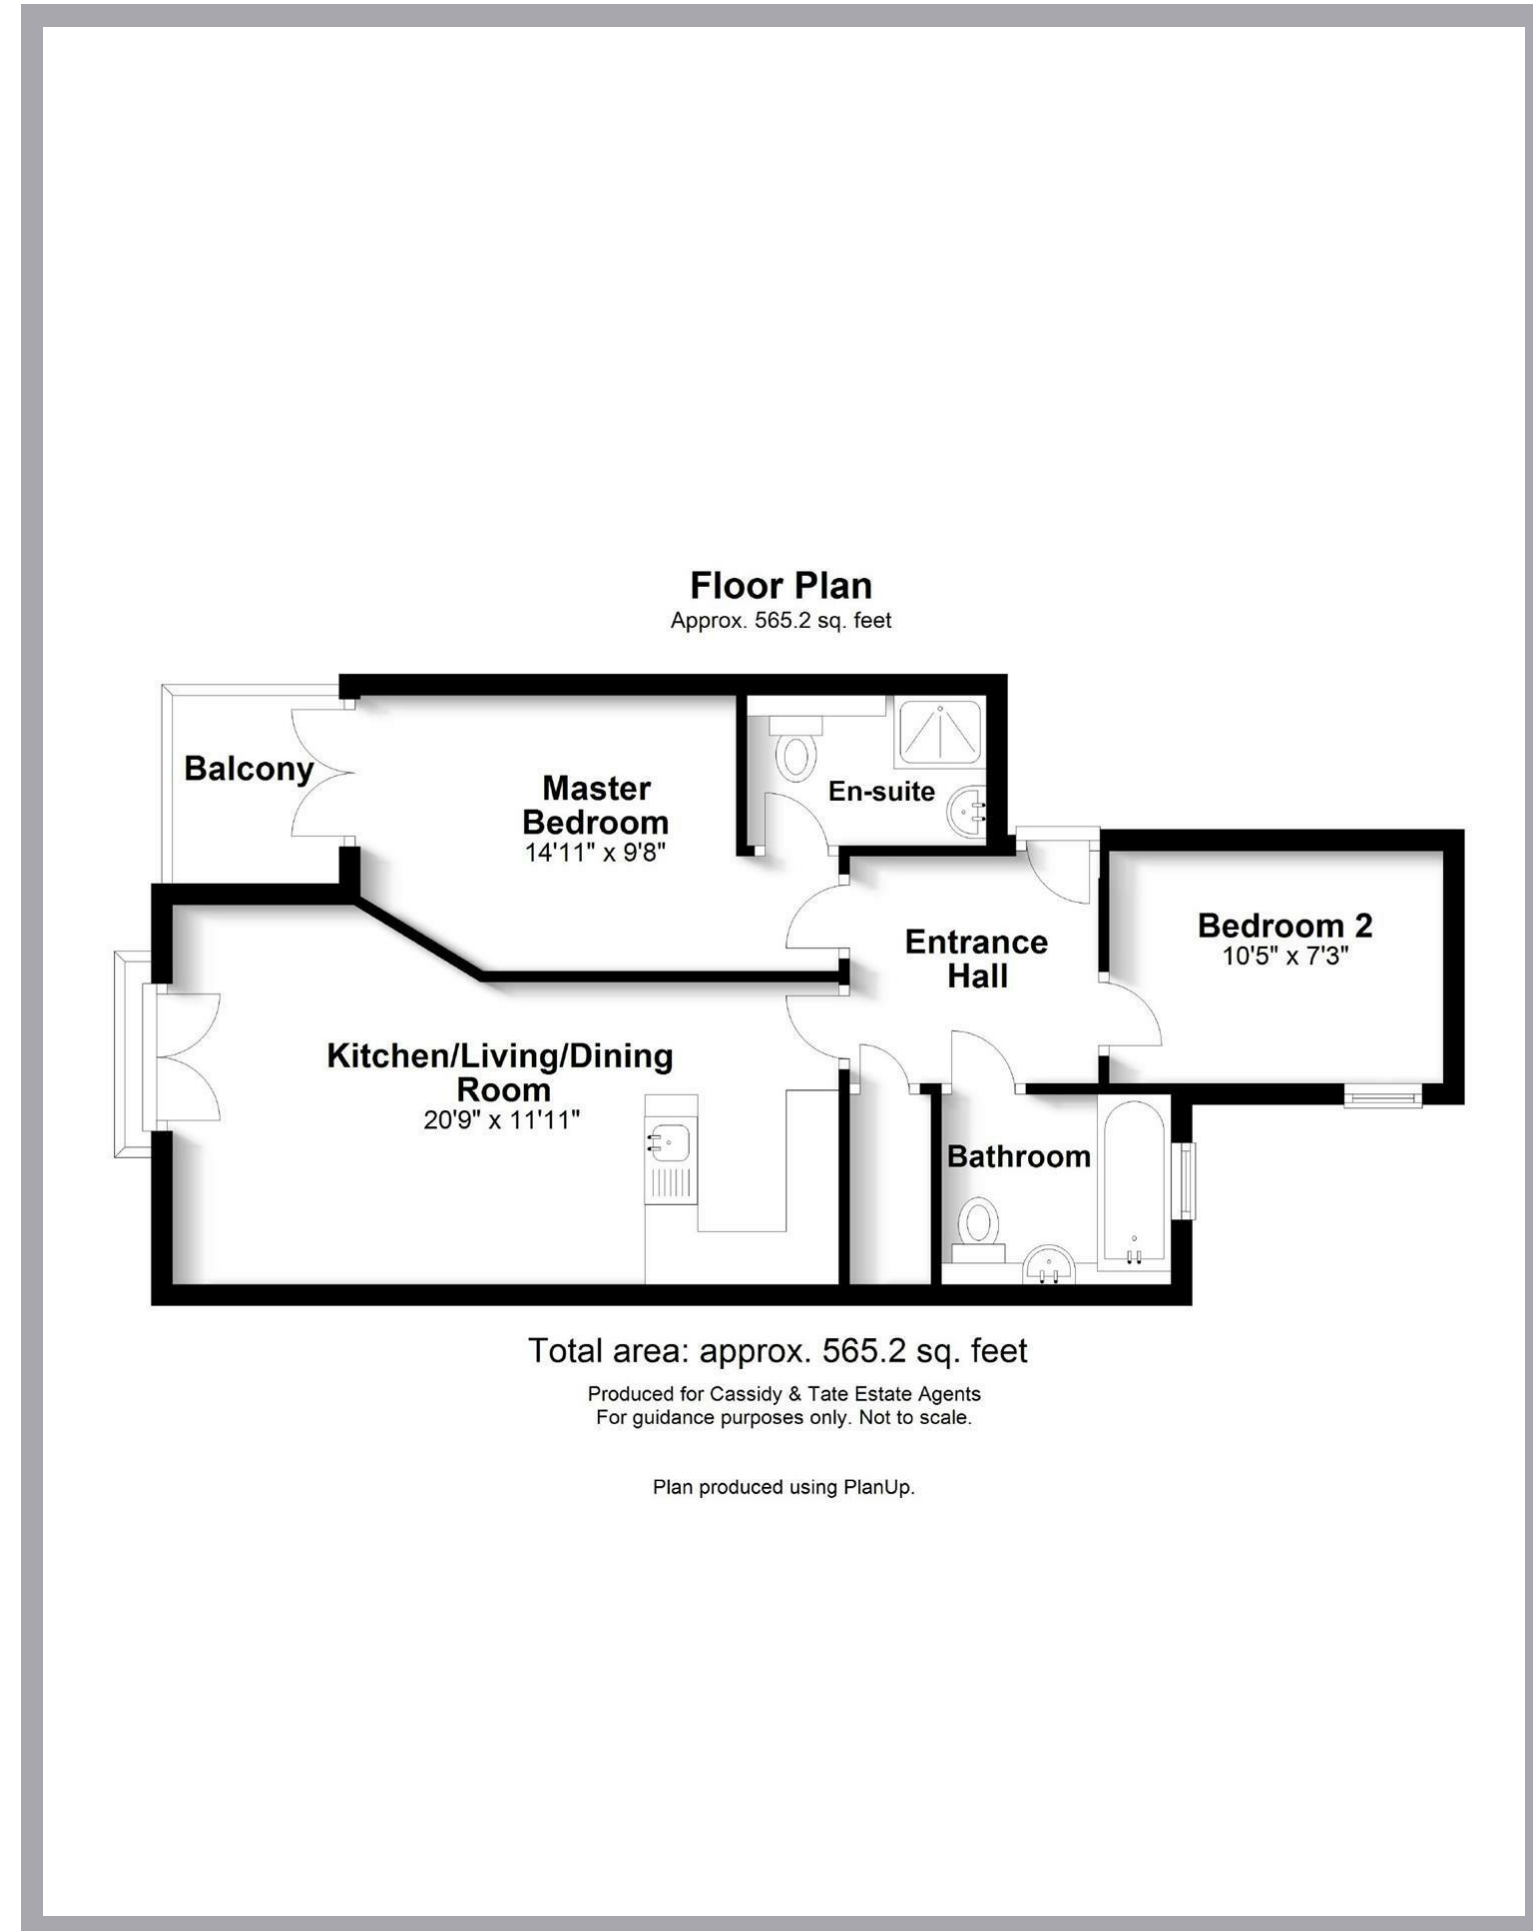 Floor Plan
Approx. 565.2 sq. feet
Balcony
Master
Bedroom
14'11" x 9'8"
En-suite
Entrance
Hall
Bedroom 2
10'5" x 7'3"
Kitchen/Living/Dining
Room
20'9" x 11'11"
Bathroom
Total area: approx. 565.2 sq. feet
Produced for Cassidy & Tate Estate Agents
For guidance purposes only. Not to scale.
Plan produced using PlanUp.